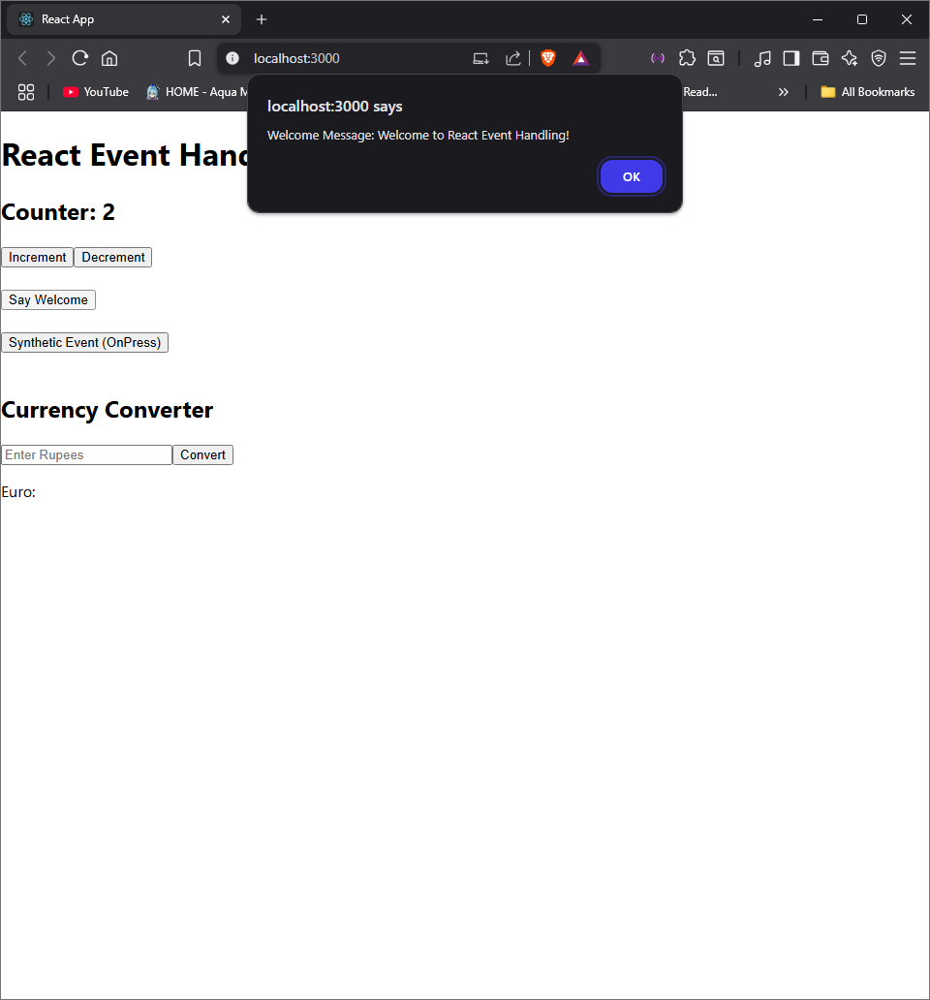 React App
localhost:3000
YouTube
HOME - Aqua M
Read...
All Bookmarks
localhost:3000 says
Welcome Message: Welcome to React Event Handling!
OK
React Event Hand
Counter: 2
Increment Decrement
Say Welcome
Synthetic Event (OnPress)
Currency Converter
Enter Rupees Convert
Euro: